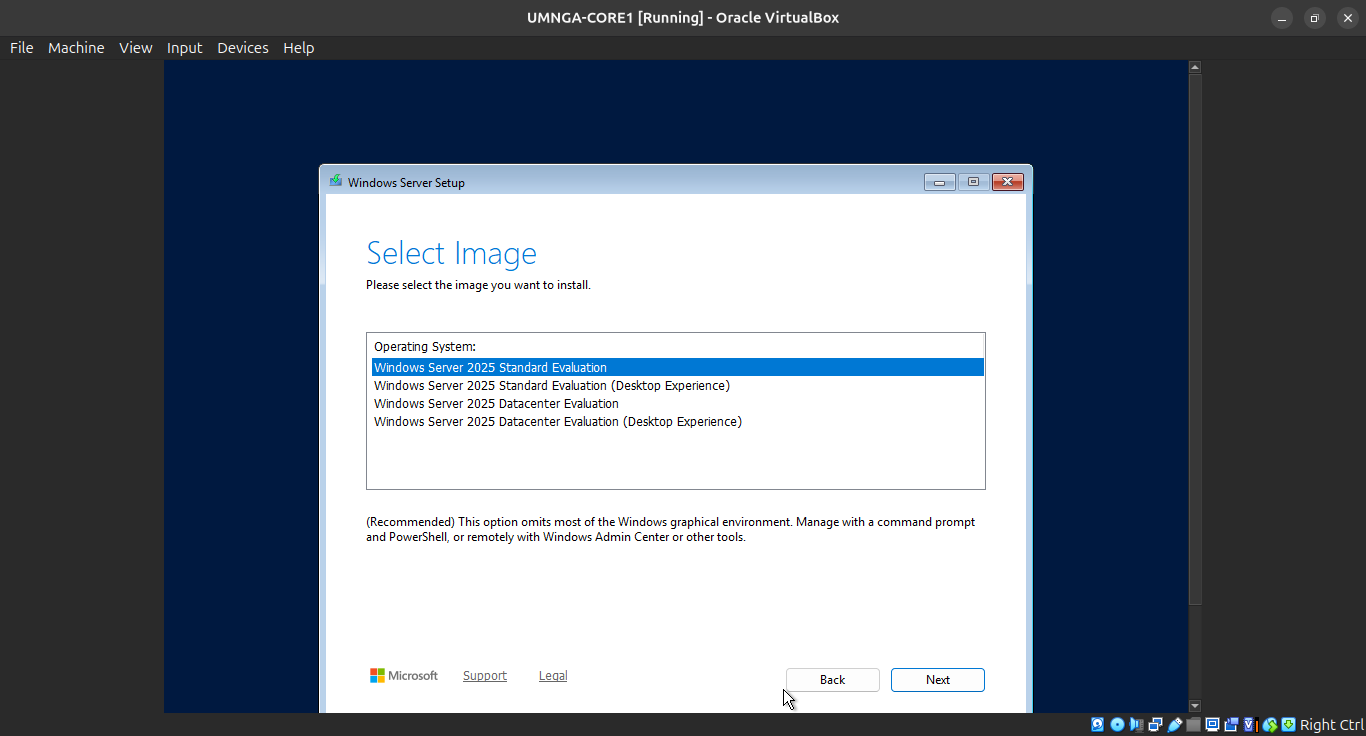 UMNGA-CORE1 [Running] - Oracle VirtualBox
File Machine View Input Devices Help
Windows Server Setup
Select Image
Please select the image you want to install.
Operating System:
Windows Server 2025 Standard Evaluation
Windows Server 2025 Standard Evaluation (Desktop Experience)
Windows Server 2025 Datacenter Evaluation
Windows Server 2025 Datacenter Evaluation (Desktop Experience)
(Recommended) This option omits most of the Windows graphical environment. Manage with a command prompt
and PowerShell, or remotely with Windows Admin Center or other tools.
Microsoft Support Legal Back Next
Right Ctrl